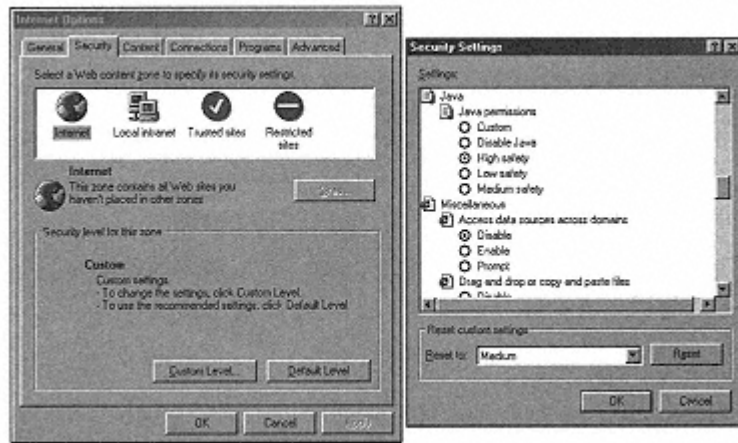 Internet Options
General Security Content Connections Programs Advanced
Select a Web content zone to specify its security settings.
Internet Local intranet Trusted sites Restricted sites
Internet
This zone contains all Web sites you
haven't placed in other zones
Sites...
Security level for this zone
Custom
Custom settings.
- To change the settings, click Custom Level.
- To use the recommended settings, click Default Level.
Custom Level... Default Level
OK Cancel Apply
Security Settings
Settings:
Java
Java permissions
Custom
Disable Java
High safety
Low safety
Medium safety
Miscellaneous
Access data sources across domains
Disable
Enable
Prompt
Drag and drop or copy and paste files
Disable
Reset custom settings
Reset to: Medium Reset
OK Cancel